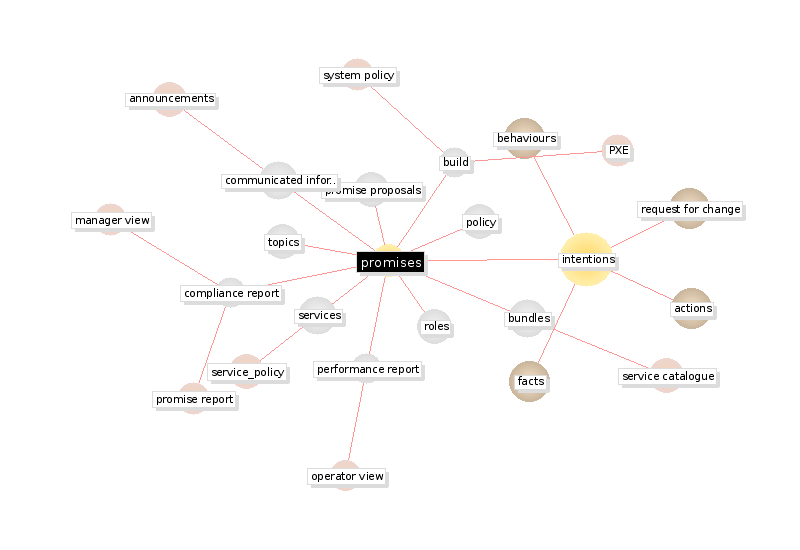 system policy
announcements
behaviours
PXE
build
communicated infor..
promise proposals
request for change
manager view
policy
topics
promises
intentions
compliance report
services
bundles
actions
roles
service_policy
performance report
service catalogue
facts
promise report
operator view